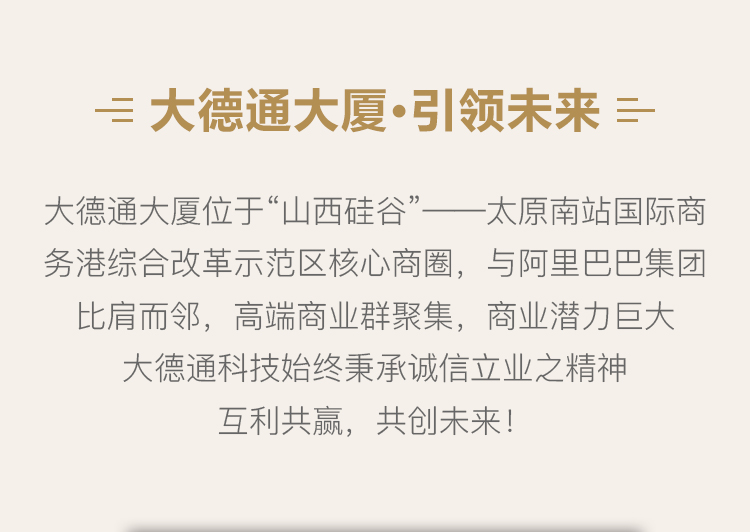 大德通大厦·引领未来
大德通大厦位于“山西硅谷”——太原南站国际商
务港综合改革示范区核心商圈，与阿里巴巴集团
比肩而邻，高端商业群聚集，商业潜力巨大
大德通科技始终秉承诚信立业之精神
互利共赢，共创未来！